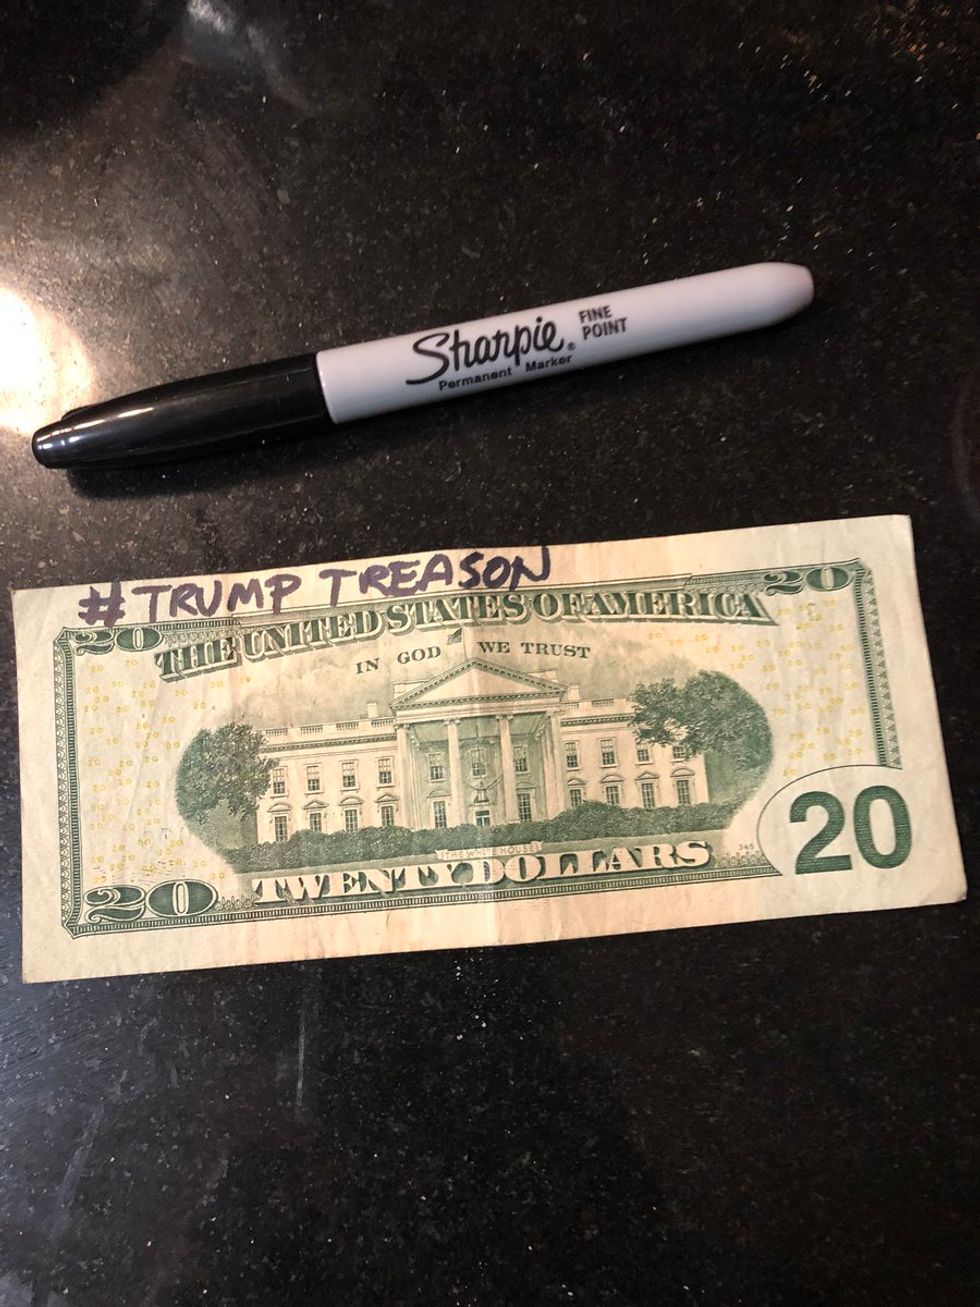 Sharpie® FINE
POINT
Permanent Marker
#TRUMP TREASON
20 20
THE UNITED STATES OF AMERICA
IN GOD WE TRUST
THE WHITE HOUSE
TWENTY DOLLARS
20 20